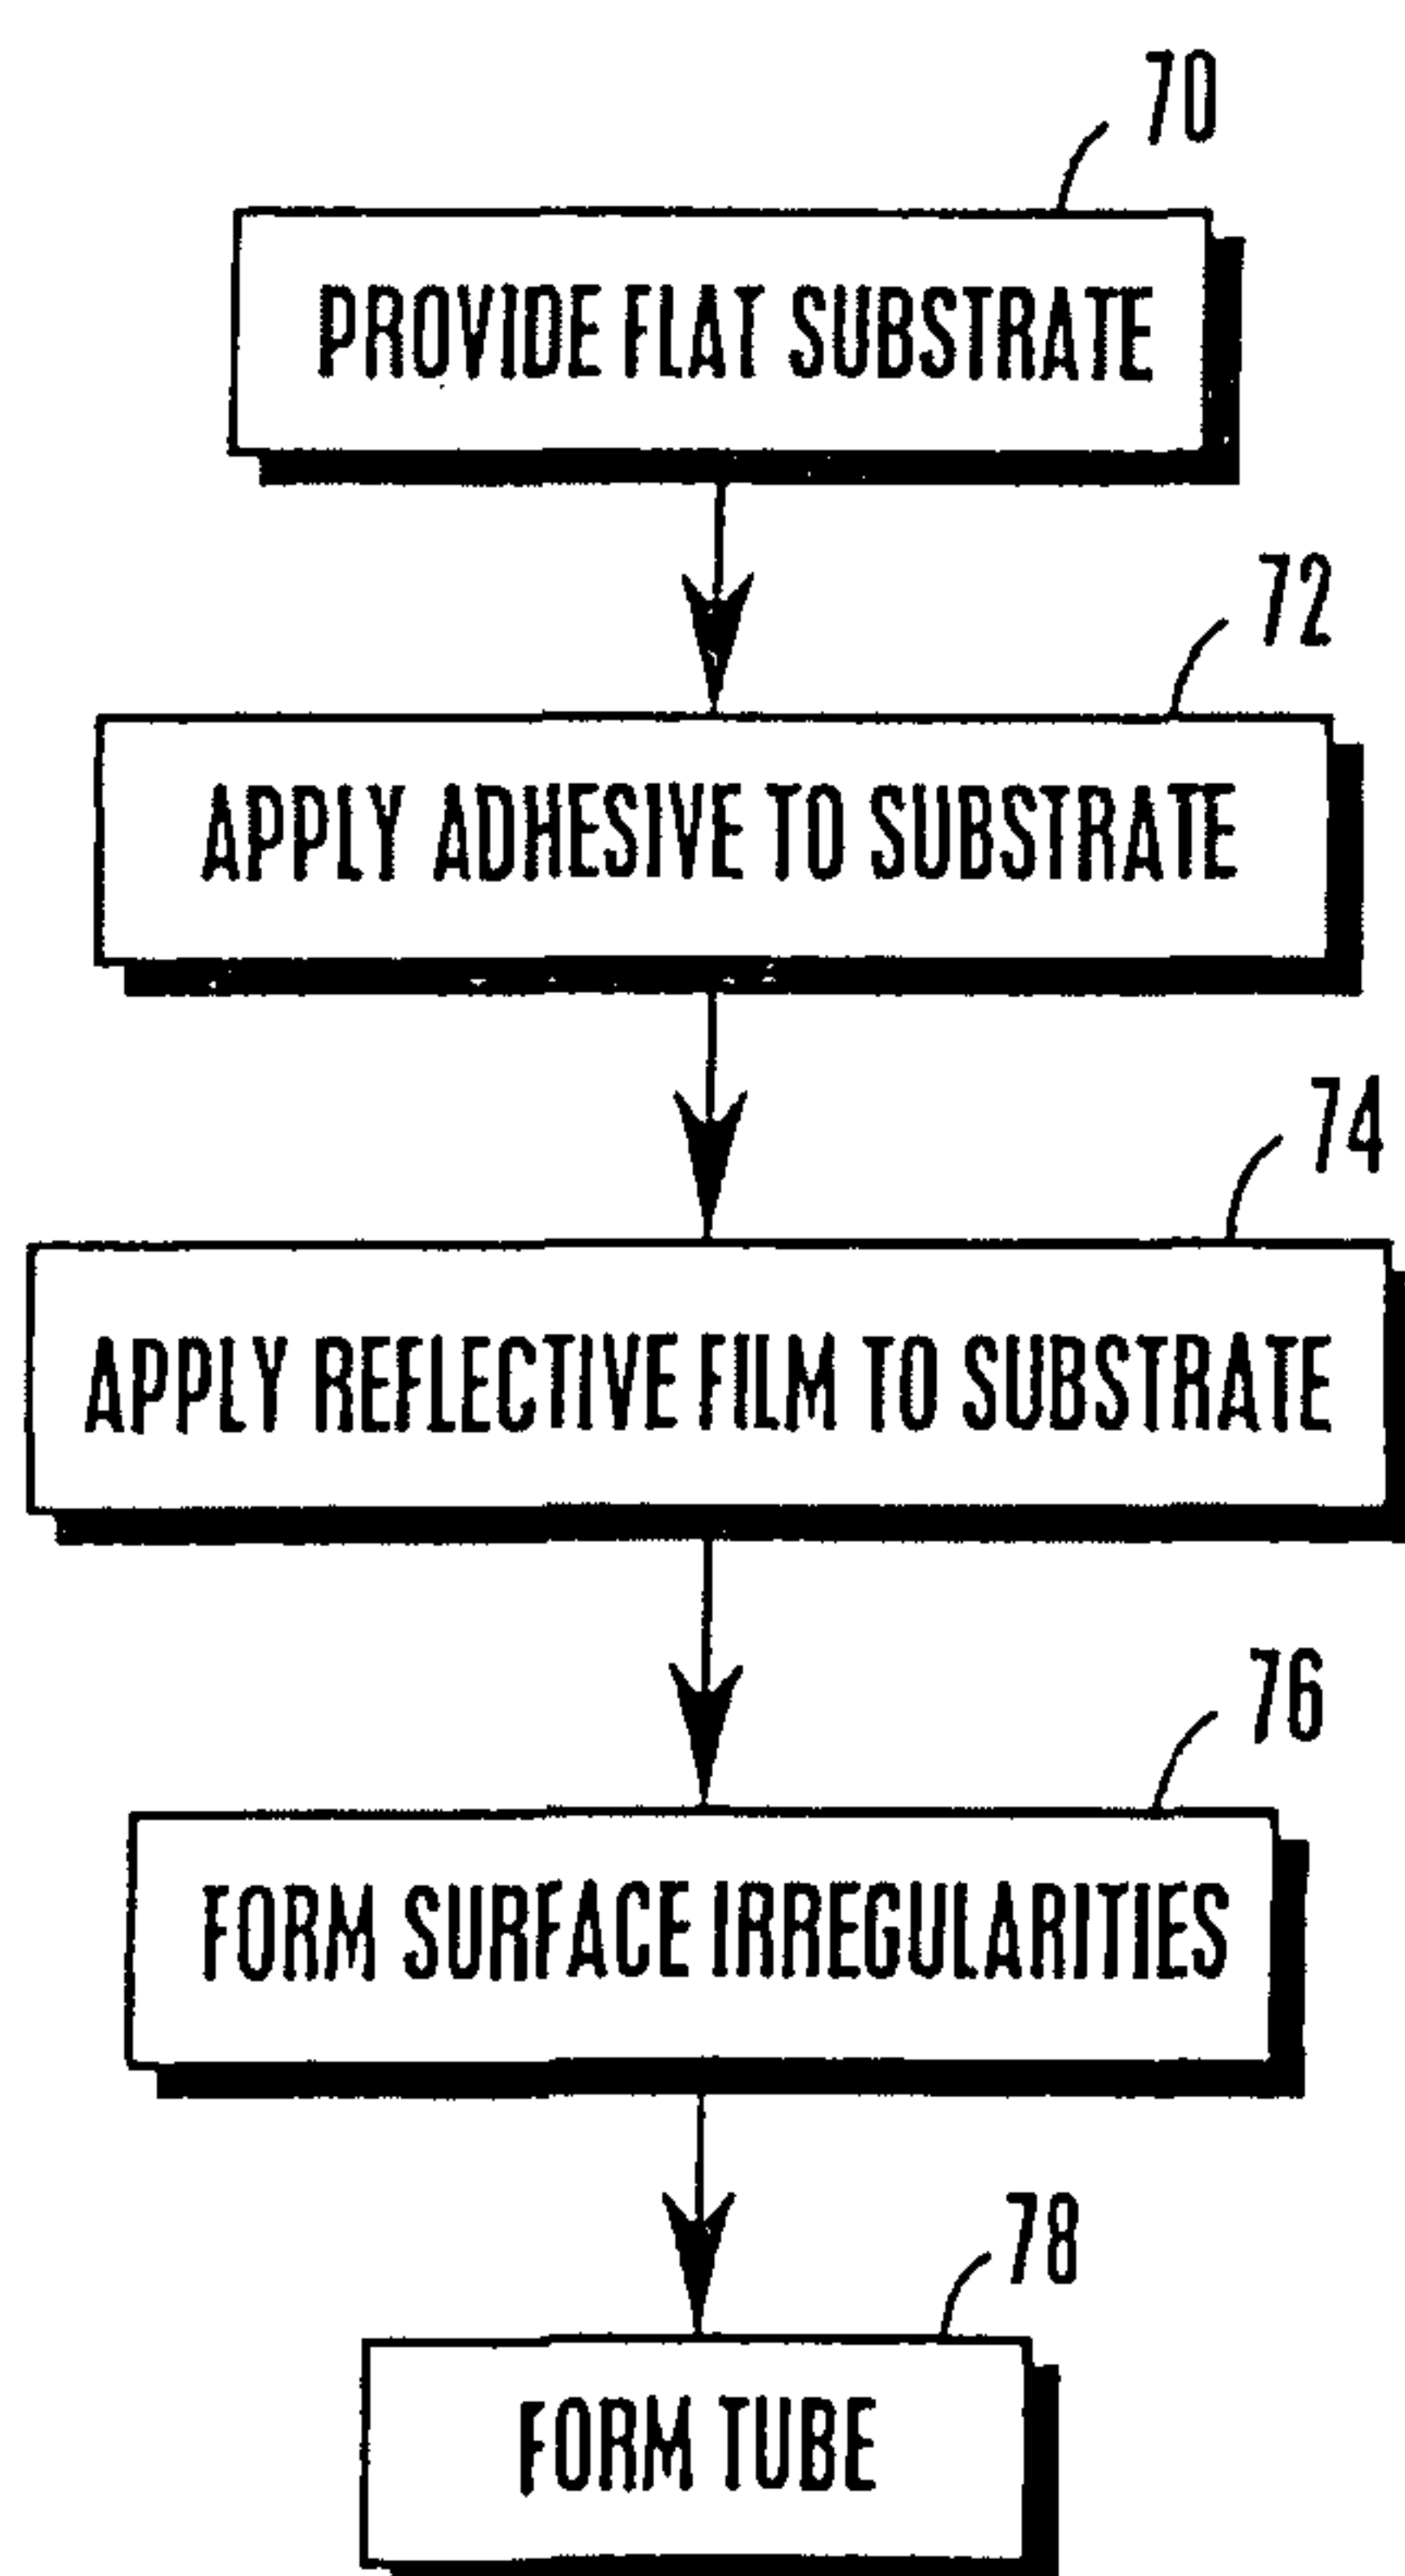 70
PROVIDE FLAT SUBSTRATE
72
APPLY ADHESIVE TO SUBSTRATE
74
APPLY REFLECTIVE FILM TO SUBSTRATE
76
FORM SURFACE IRREGULARITIES
78
FORM TUBE